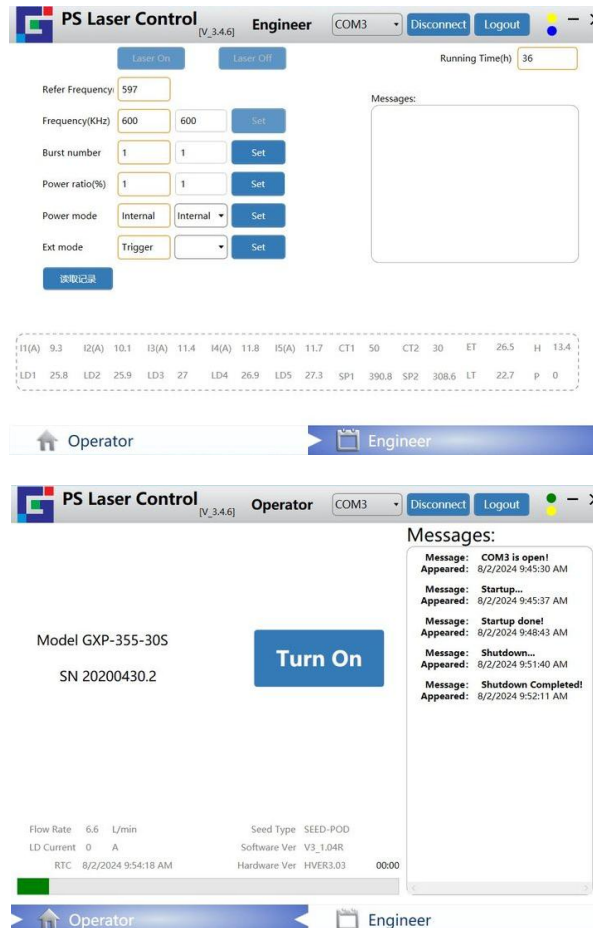 PS Laser Control [V_3.4.6] Engineer COM3 Disconnect Logout
Laser On Laser Off Running Time(h) 36
Refer Frequency 597
Messages:
Frequency(KHz) 600 600 Set
Burst number 1 1 Set
Power ratio(%) 1 1 Set
Power mode Internal Internal Set
Ext mode Trigger Set
读取记录
I1(A) 9.3 I2(A) 10.1 I3(A) 11.4 I4(A) 11.8 I5(A) 11.7 CT1 50 CT2 30 ET 26.5 H 13.4
LD1 25.8 LD2 25.9 LD3 27 LD4 26.9 LD5 27.3 SP1 390.8 SP2 308.6 LT 22.7 P 0
Operator Engineer
PS Laser Control [V_3.4.6] Operator COM3 Disconnect Logout
Messages:
Message: COM3 is open!
Appeared: 8/2/2024 9:45:30 AM
Message: Startup...
Appeared: 8/2/2024 9:45:37 AM
Message: Startup done!
Appeared: 8/2/2024 9:48:43 AM
Message: Shutdown...
Appeared: 8/2/2024 9:51:40 AM
Message: Shutdown Completed!
Appeared: 8/2/2024 9:52:11 AM
Model GXP-355-30S
SN 20200430.2
Turn On
Flow Rate 6.6 L/min Seed Type SEED-POD
LD Current 0 A Software Ver V3_1.04R
RTC 8/2/2024 9:54:18 AM Hardware Ver HVER3.03 00:00
Operator Engineer